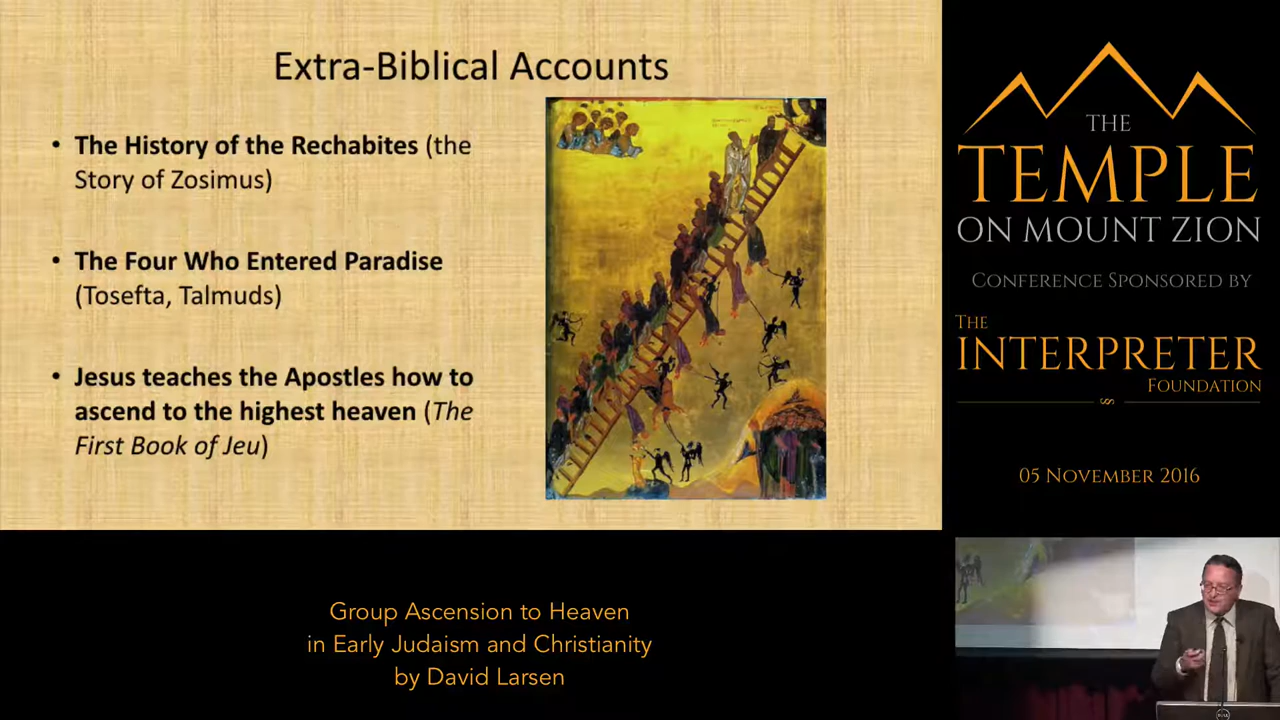 Extra-Biblical Accounts
• The History of the Rechabites (the
Story of Zosimus)
• The Four Who Entered Paradise
(Tosefta, Talmuds)
• Jesus teaches the Apostles how to
ascend to the highest heaven (The
First Book of Jeu)
THE
TEMPLE
ON MOUNT ZION
CONFERENCE SPONSORED BY
THE
INTERPRETER
FOUNDATION
05 NOVEMBER 2016
Group Ascension to Heaven
in Early Judaism and Christianity
by David Larsen